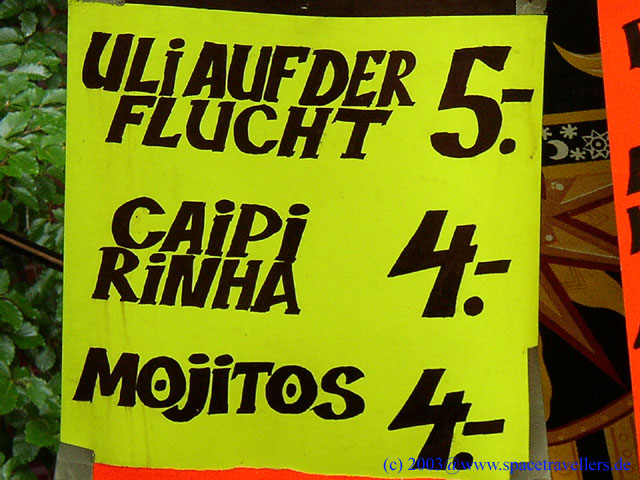 ULi AUF DER 5.-
FLUCHT
CAiPi
RiNHA 4.-
MOJiTOS 4.-
(c) 2003 @www.spacetravellers.de